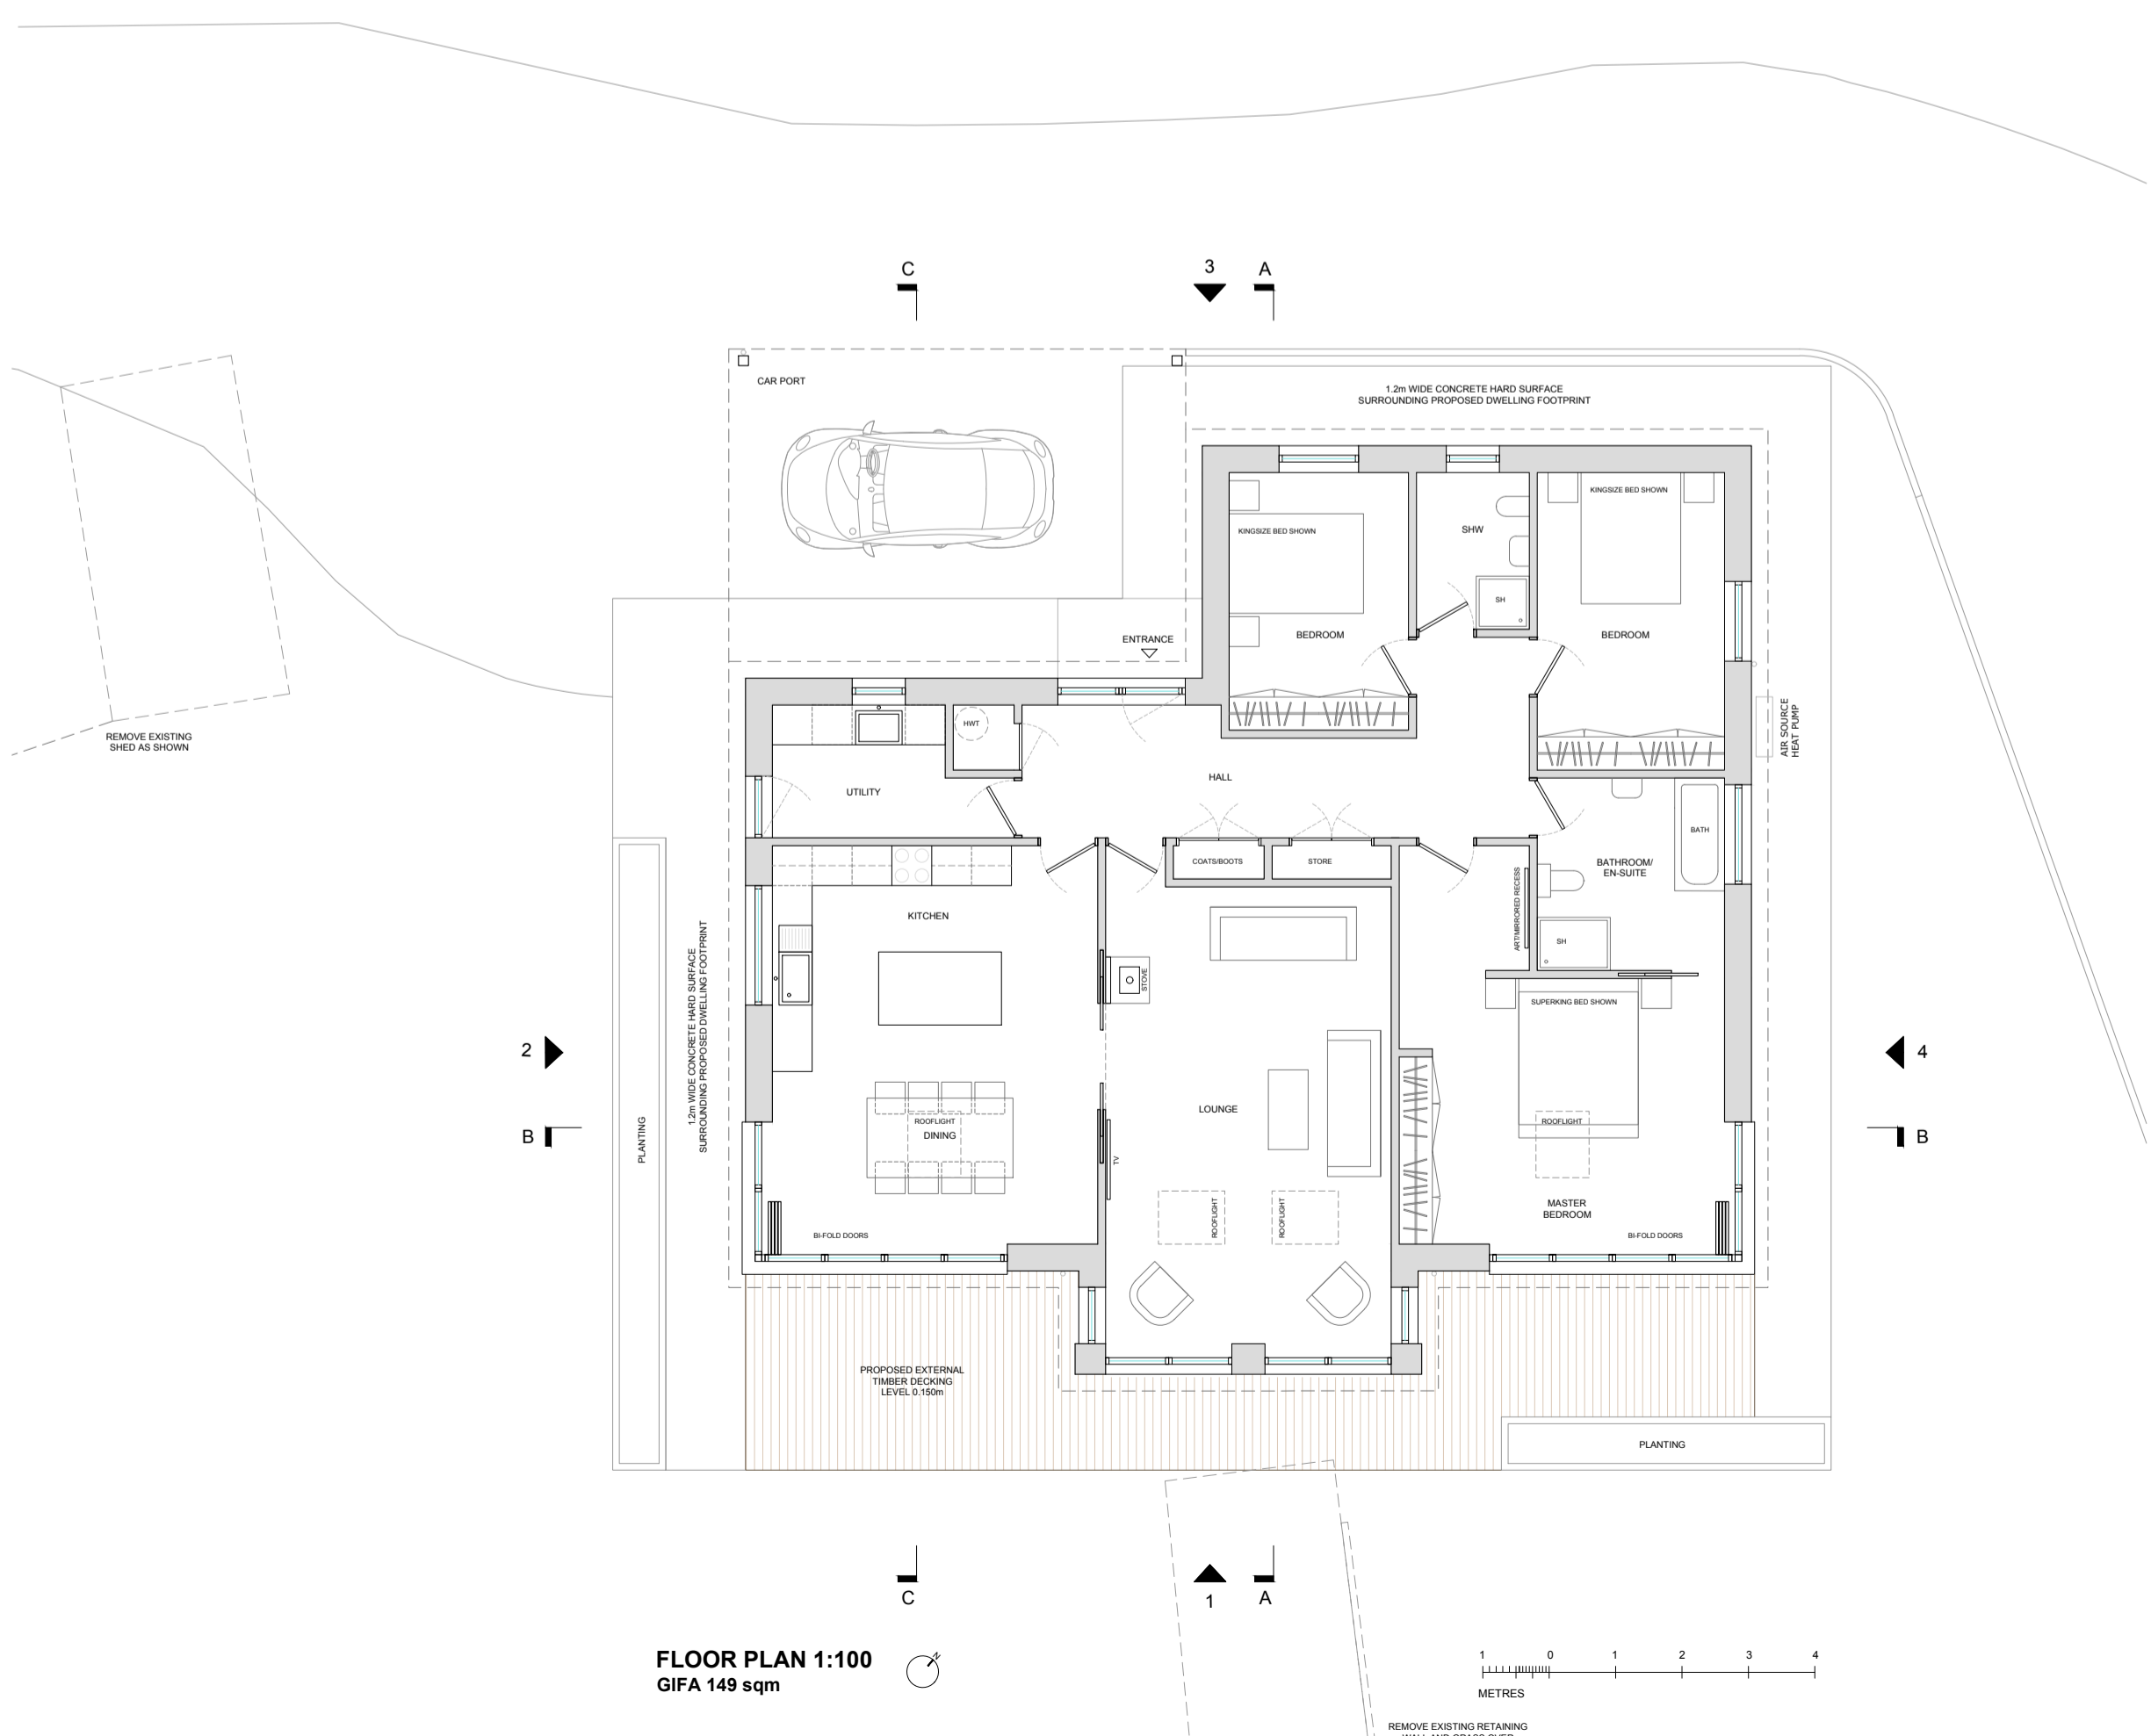 C
3
A
CAR PORT
1.2m WIDE CONCRETE HARD SURFACE
SURROUNDING PROPOSED DWELLING FOOTPRINT
KINGSIZE BED SHOWN
KINGSIZE BED SHOWN
SHW
SH
ENTRANCE
BEDROOM
BEDROOM
REMOVE EXISTING
SHED AS SHOWN
HWT
AIR SOURCE
HEAT PUMP
HALL
UTILITY
BATH
COATS/BOOTS
STORE
BATHROOM/
EN-SUITE
ART/MIRRORED RECESS
KITCHEN
SH
STOVE
1.2m WIDE CONCRETE HARD SURFACE
SURROUNDING PROPOSED DWELLING FOOTPRINT
SUPERKING BED SHOWN
2
4
PLANTING
LOUNGE
ROOFLIGHT
DINING
ROOFLIGHT
B
B
TV
ROOFLIGHT
ROOFLIGHT
MASTER
BEDROOM
BI-FOLD DOORS
BI-FOLD DOORS
PROPOSED EXTERNAL
TIMBER DECKING
LEVEL 0.150m
PLANTING
C
1
A
FLOOR PLAN 1:100
GIFA 149 sqm
N
1 0 1 2 3 4
METRES
REMOVE EXISTING RETAINING